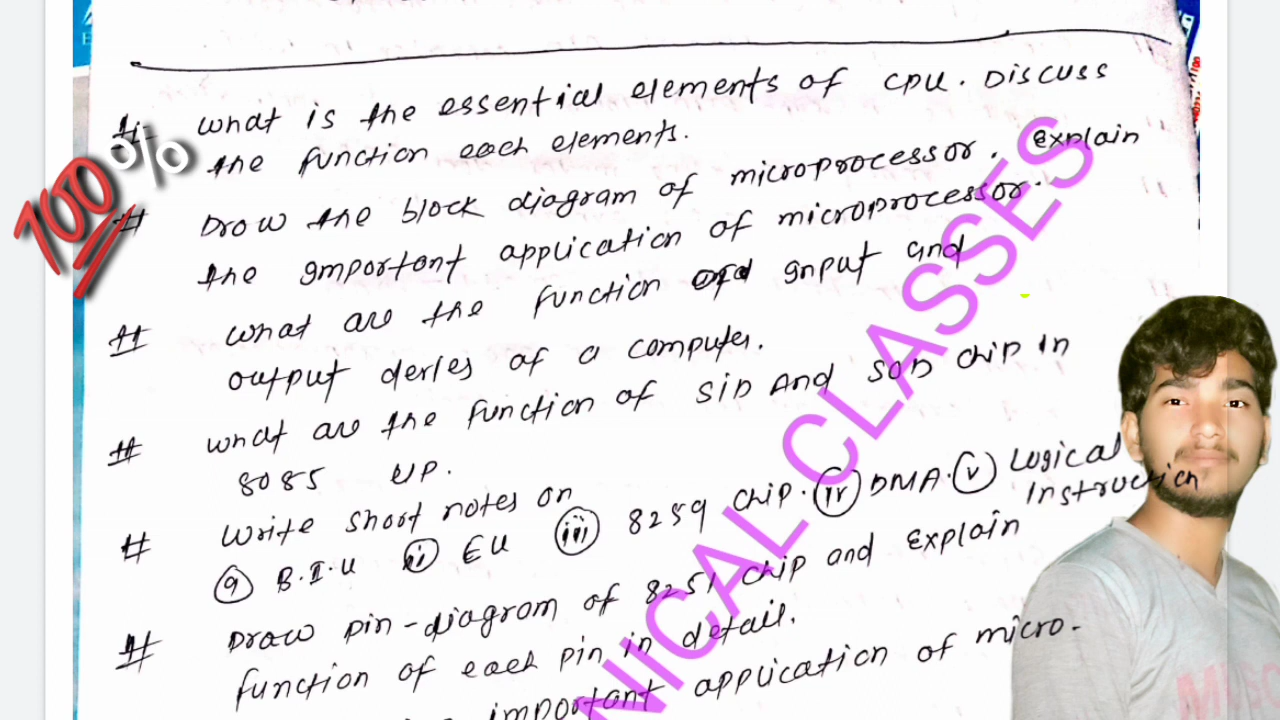 What is the essential elements of CPU. Discuss
the function each elements.
100%
Draw the block diagram of microprocessor. Explain
the gmportant application of microprocessor.
What are the function of gnput and
output deries of a computer.
What are the function of SID And SOD chip in
8085 UP.
Write short notes on
a B.I.U ii EU iii 8259 chip. iv DMA. v Logical
instruction
Draw pin-diagram of 8251 chip and explain
function of each pin in detail.
important application of micro-
NICAL CLASSES